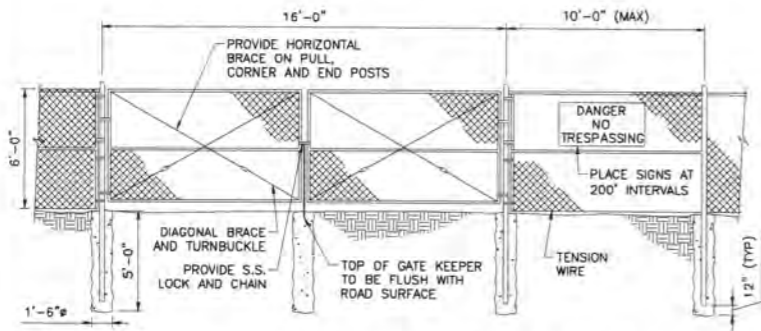 16'-0"
10'-0" (MAX)
PROVIDE HORIZONTAL
BRACE ON PULL,
CORNER AND END POSTS
6'-0"
DANGER
NO
TRESPASSING
PLACE SIGNS AT
200' INTERVALS
DIAGONAL BRACE
AND TURNBUCKLE
5'-0"
PROVIDE S.S.
LOCK AND CHAIN
TOP OF GATE KEEPER
TO BE FLUSH WITH
ROAD SURFACE
TENSION
WIRE
12" (TYP)
1'-6"ø